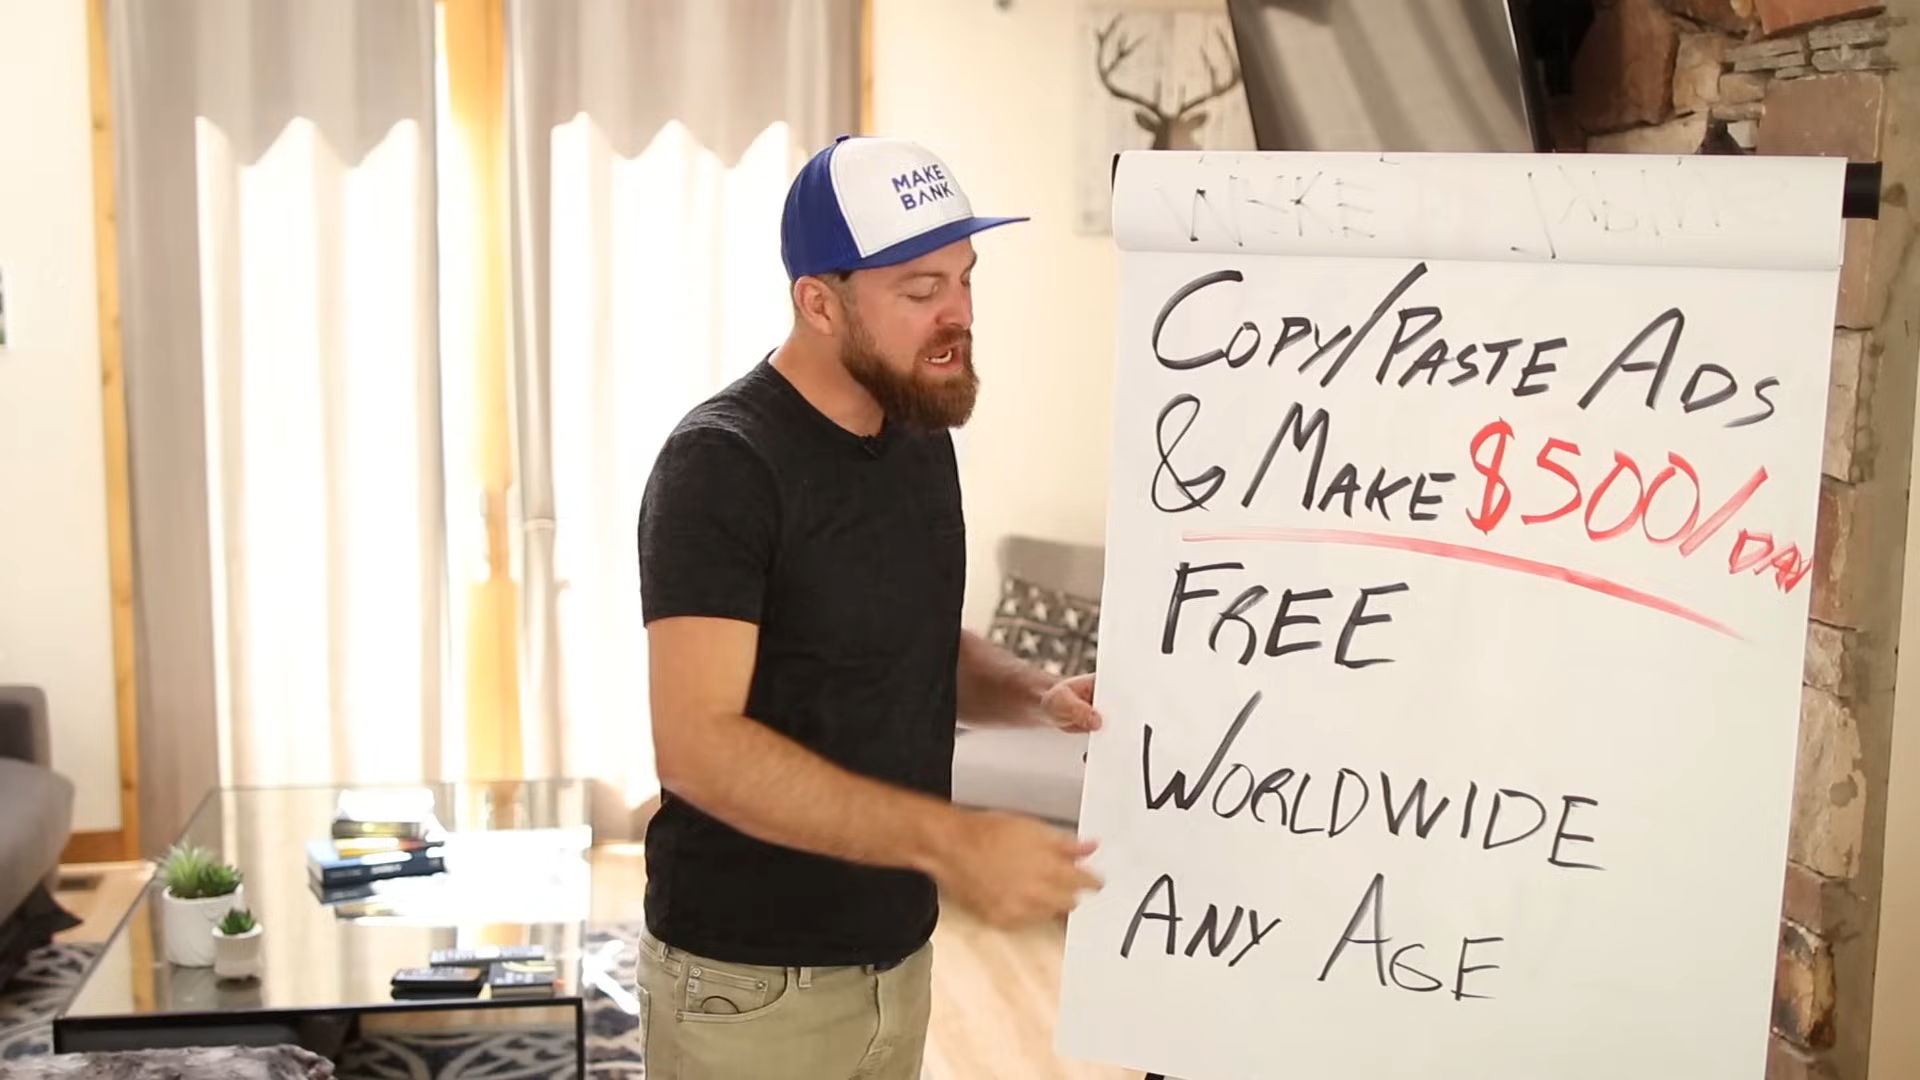 MAKE
BANK
COPY/PASTE ADS
& MAKE $500/DAY
FREE
WORLDWIDE
ANY AGE